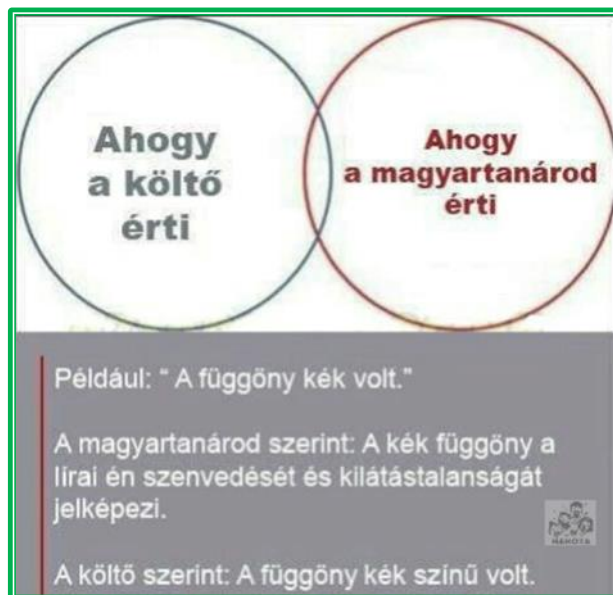 Ahogy
a költő
érti
Ahogy
a magyartanárod
érti
Például: “ A függöny kék volt.”
A magyartanárod szerint: A kék függöny a
lírai én szenvedését és kilátástalanságát
jelképezi.
A költő szerint: A függöny kék színű volt.